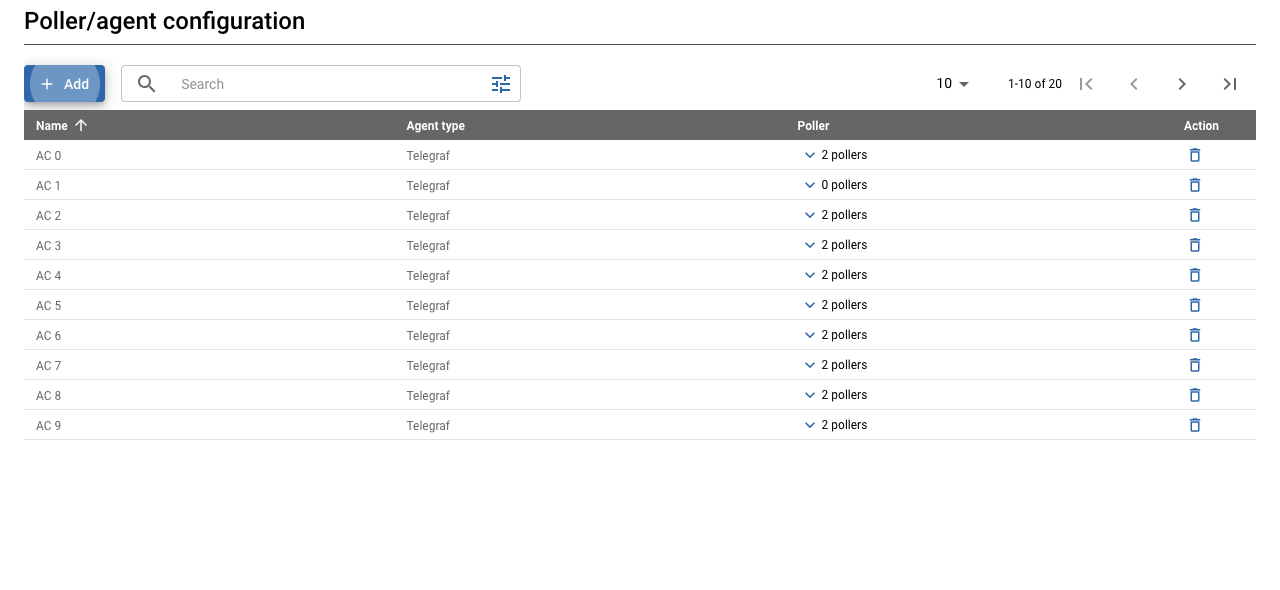 Poller/agent configuration
Add Search 10 1-10 of 20
Name Agent type Poller Action
AC 0 Telegraf 2 pollers
AC 1 Telegraf 0 pollers
AC 2 Telegraf 2 pollers
AC 3 Telegraf 2 pollers
AC 4 Telegraf 2 pollers
AC 5 Telegraf 2 pollers
AC 6 Telegraf 2 pollers
AC 7 Telegraf 2 pollers
AC 8 Telegraf 2 pollers
AC 9 Telegraf 2 pollers